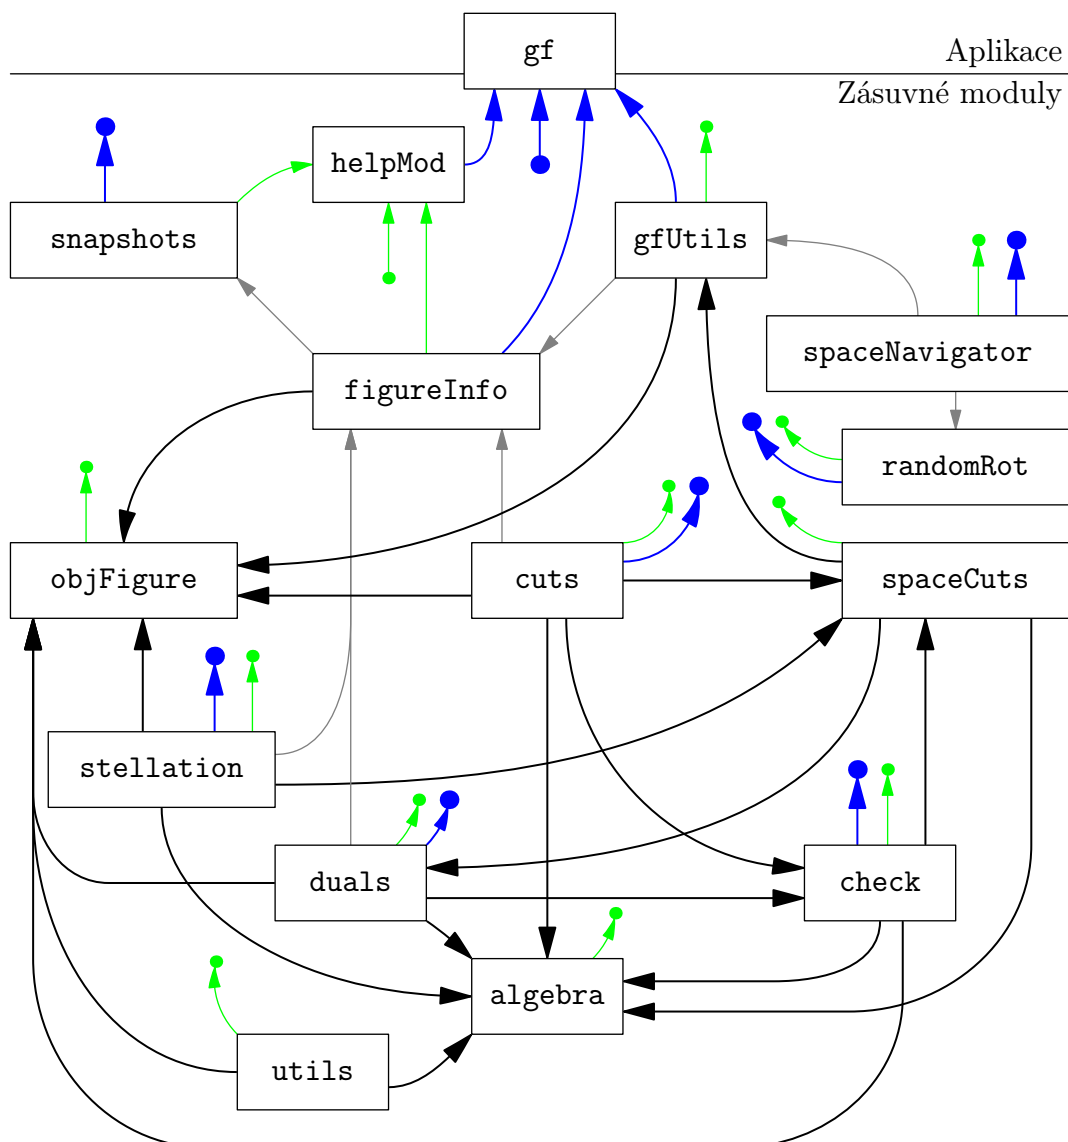 gf
Aplikace
Zásuvné moduly
helpMod
snapshots
gfUtils
spaceNavigator
figureInfo
randomRot
objFigure
cuts
spaceCuts
stellation
duals
check
algebra
utils